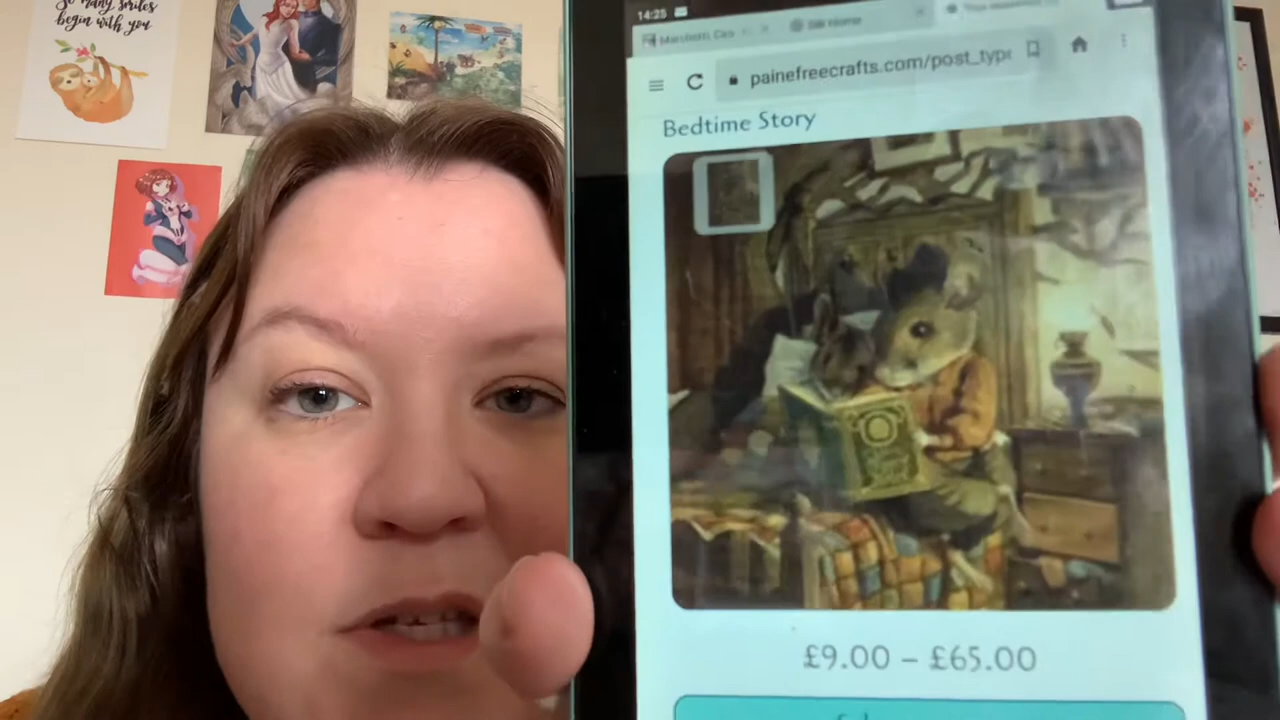 So many smiles
begin with you
14:25
painefreecrafts.com/post_typ
Bedtime Story
£9.00 – £65.00